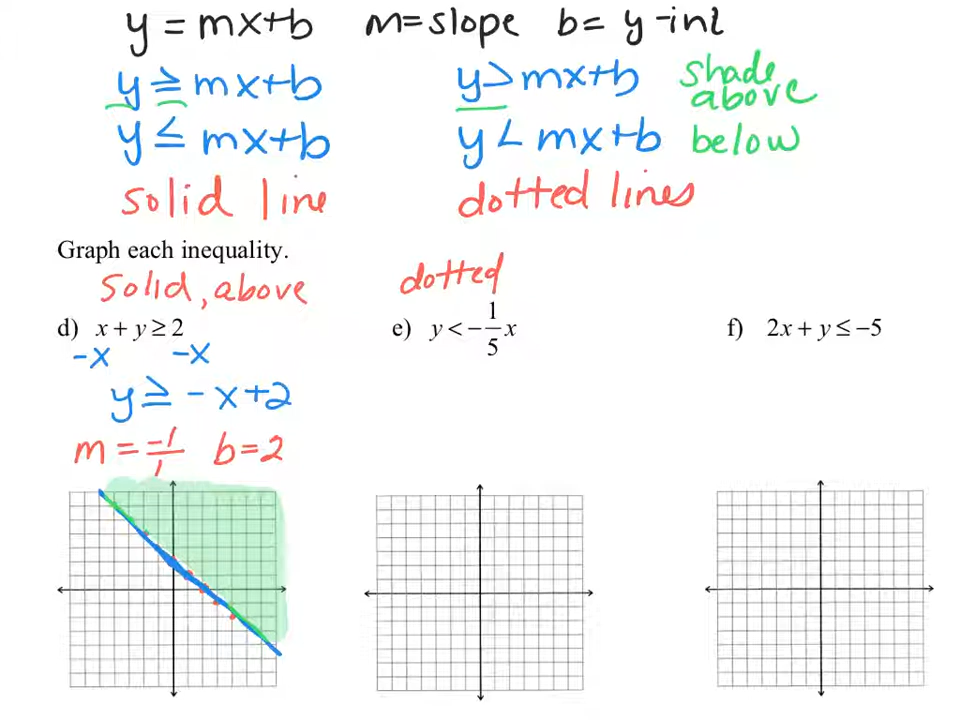 y = mx+b m=slope b= y-int
y ≥ mx+b y > mx+b shade above
y ≤ mx+b y < mx+b below
solid line dotted lines
Graph each inequality.
Solid, above dotted
d) x + y ≥ 2 e) y < -1/5 x f) 2x + y ≤ -5
-x -x
y ≥ -x+2
m = -1/1 b=2